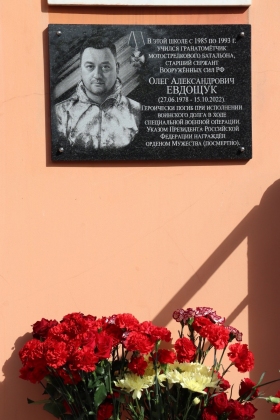 В этой школе с 1985 по 1993 г.
учился гранатомётчик
мотострелкового батальона,
старший сержант
Вооружённых сил РФ
Олег Александрович
ЕВДОЩУК
(27.06.1978 - 15.10.2022).
Героически погиб при исполнении
воинского долга в ходе
специальной военной операции.
Указом Президента Российской
Федерации награждён
орденом Мужества (посмертно).